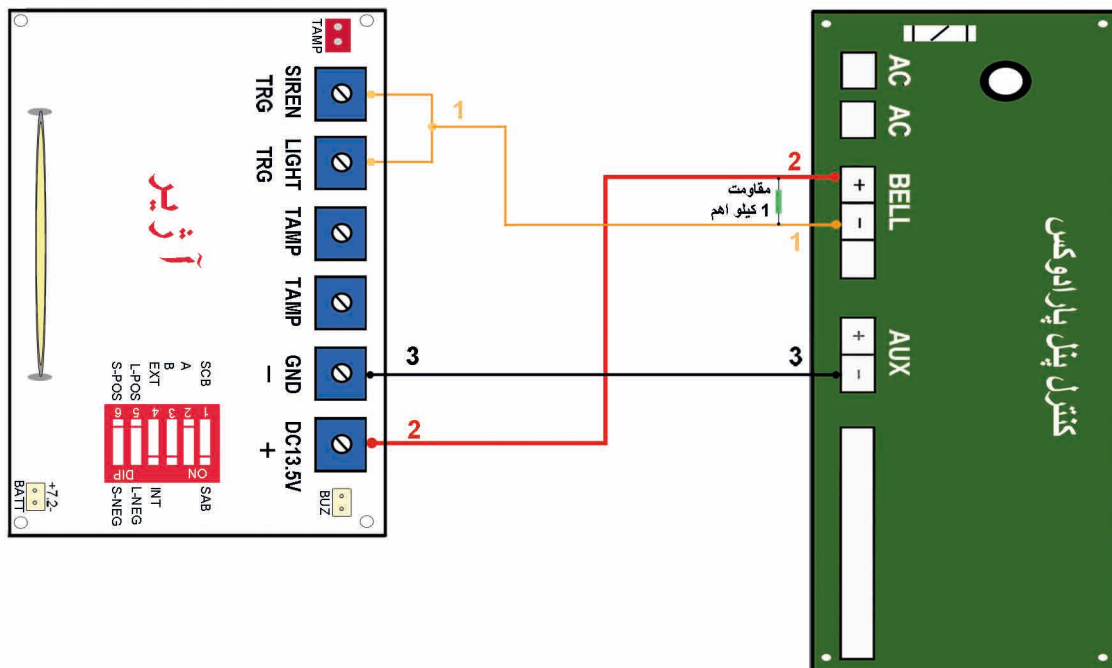 TAMP
SIREN
TRG
LIGHT
TRG
TAMP
TAMP
GND
-
DC13.5V
+
BUZ
آژیر
SCB
A
B
EXT
L-POS
S-POS
1
2
3
4
5
6
ON
DIP
SAB
INT
L-NEG
S-NEG
+7.2-
BATT
1
2
3
2
مقاومت
1 کیلو اهم
1
3
AC
AC
BELL
+
-
AUX
+
-
کنترل پنل پارادوکس